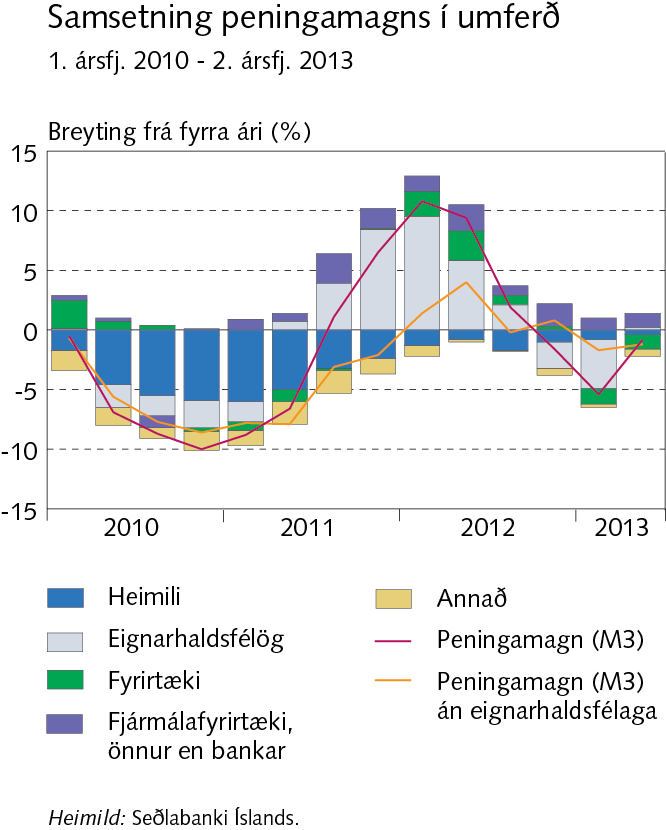 Samsetning peningamagns í umferð
1. ársfj. 2010 - 2. ársfj. 2013
Breyting frá fyrra ári (%)
15
10
5
0
-5
-10
-15
2010 2011 2012 2013
Heimili
Eignarhaldsfélög
Fyrirtæki
Fjármálafyrirtæki,
önnur en bankar
Annað
Peningamagn (M3)
Peningamagn (M3)
án eignarhaldsfélaga
Heimild: Seðlabanki Íslands.